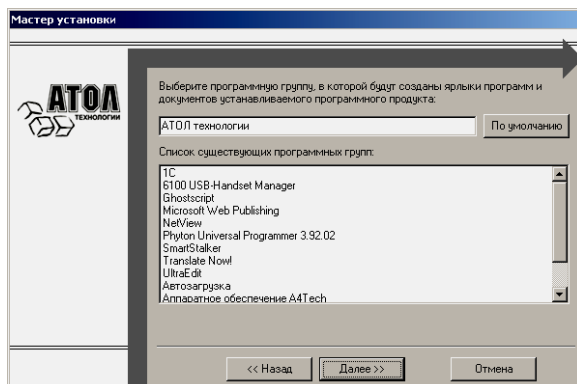 Мастер установки
АТОЛ
ТЕХНОЛОГИИ
Выберите программную группу, в которой будут созданы ярлыки программ и
документов устанавливаемого программного продукта:
АТОЛ технологии
По умолчанию
Список существующих программных групп:
1С
6100 USB-Handset Manager
Ghostscript
Microsoft Web Publishing
NetView
Phyton Universal Programmer 3.92.02
SmartStalker
Translate Now!
UltraEdit
Автозагрузка
Аппаратное обеспечение A4Tech
<< Назад
Далее >>
Отмена